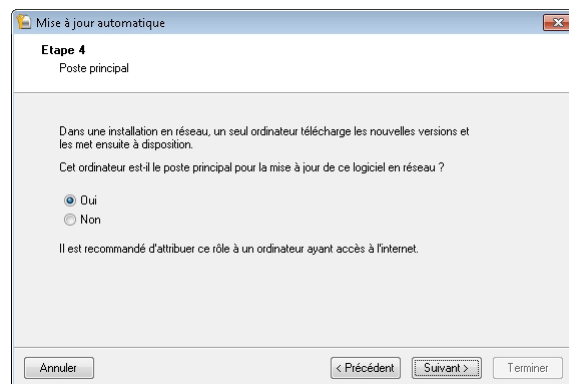 Mise à jour automatique
Etape 4
Poste principal
Dans une installation en réseau, un seul ordinateur télécharge les nouvelles versions et
les met ensuite à disposition.
Cet ordinateur est-il le poste principal pour la mise à jour de ce logiciel en réseau ?
Oui
Non
Il est recommandé d'attribuer ce rôle à un ordinateur ayant accès à l'internet.
Annuler
< Précédent
Suivant >
Terminer